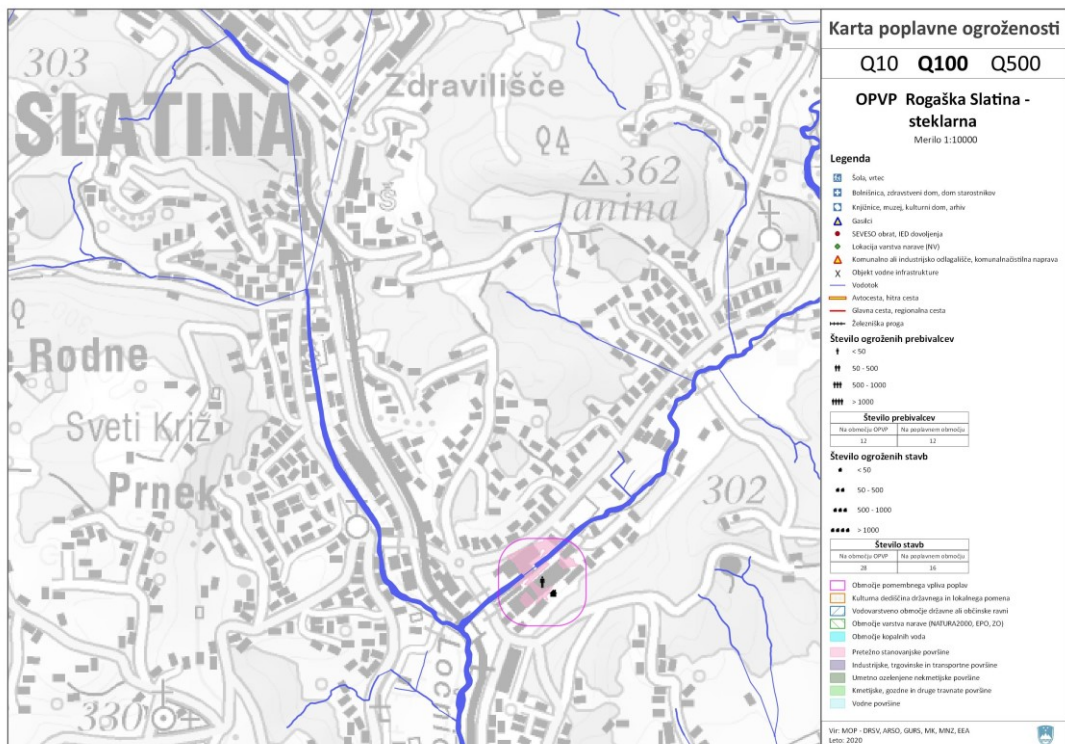 303
SLATINA
Zdravilišče
362
Janina
Š
Rodne
Sveti Križ
Prnek
302
330
Karta poplavne ogroženosti
Q10 Q100 Q500
OPVP Rogaška Slatina -
steklarna
Merilo 1:10000
Legenda
Šola, vrtec
Bolnišnica, zdravstveni dom, dom starostnikov
Knjižnice, muzej, kulturni dom, arhiv
Gasilci
SEVESO obrat, IED dovoljenja
Lokacija varstva narave (NV)
Komunalno ali industrijsko odlagališče, komunalnačistilna naprava
Objekt vodne infrastrukture
Vodotok
Avtocesta, hitra cesta
Glavna cesta, regionalna cesta
Železniška proga
Število ogroženih prebivalcev
< 50
50 - 500
500 - 1000
> 1000
Število prebivalcev
Na območju OPVP Na poplavnem območju
12 12
Število ogroženih stavb
< 50
50 - 500
500 - 1000
> 1000
Število stavb
Na območju OPVP Na poplavnem območju
28 16
Območje pomembnega vpliva poplav
Kulturna dediščina državnega in lokalnega pomena
Vodovarstveno območje državne ali občinske ravni
Območje varstva narave (NATURA2000, EPO, ZO)
Območje kopalnih voda
Pretežno stanovanjske površine
Industrijske, trgovinske in transportne površine
Umetno ozelenjene nekmetijske površine
Kmetijske, gozdne in druge travnate površine
Vodne površine
Vir: MOP - DRSV, ARSO, GURS, MK, MNZ, EEA
Leto: 2020